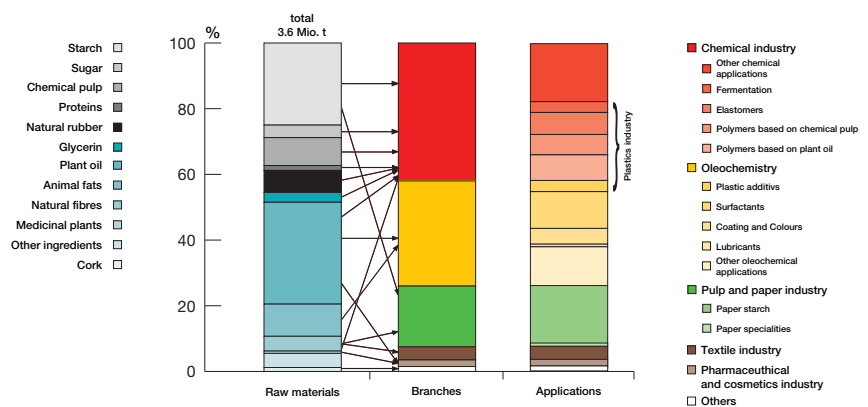 total
3.6 Mio. t
%
100
80
60
40
20
0
Starch
Sugar
Chemical pulp
Proteins
Natural rubber
Glycerin
Plant oil
Animal fats
Natural fibres
Medicinal plants
Other ingredients
Cork
Raw materials
Branches
Applications
Plastics industry
Chemical industry
Other chemical
applications
Fermentation
Elastomers
Polymers based on chemical pulp
Polymers based on plant oil
Oleochemistry
Plastic additivs
Surfactants
Coating and Colours
Lubricants
Other oleochemical
applications
Pulp and paper industry
Paper starch
Paper specialities
Textile industry
Pharmaceuthical
and cosmetics industry
Others